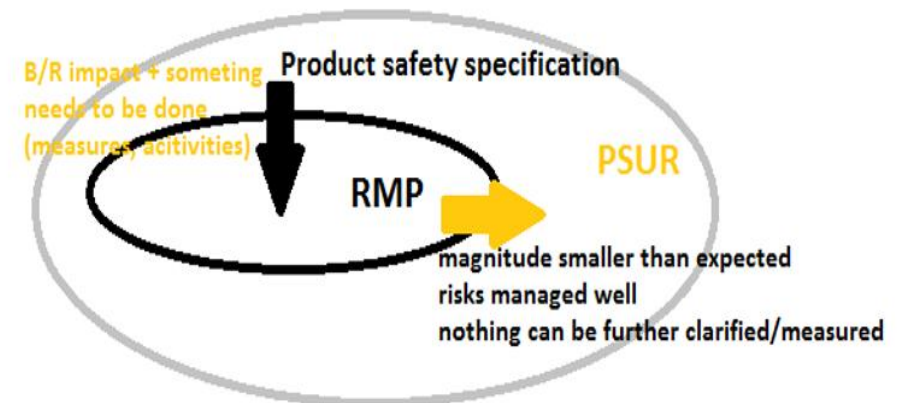 Product safety specification
B/R impact + someting
needs to be done
(measures, acitivities)
PSUR
RMP
magnitude smaller than expected
risks managed well
nothing can be further clarified/measured